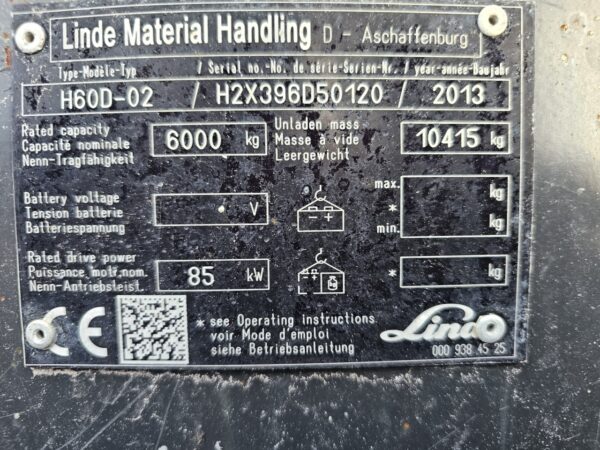 Linde Material Handling D - Aschaffenburg
Type-Modèle-Typ / Serial no.-No. de série-Serien-Nr. / year-année-Baujahr
H60D-02 / H2X396D50120 / 2013
Rated capacity
Capacité nominale
Nenn-Tragfähigkeit
6000 kg
Unladen mass
Masse à vide
Leergewicht
10415 kg
Battery voltage
Tension batterie
Batteriespannung
V
max. kg
*
min. kg
Rated drive power
Puissance motr.nom.
Nenn-Antriebsleist.
85 kW
* kg
CE
* see Operating instructions
voir Mode d'emploi
siehe Betriebsanleitung
Linde
000 938 45 25